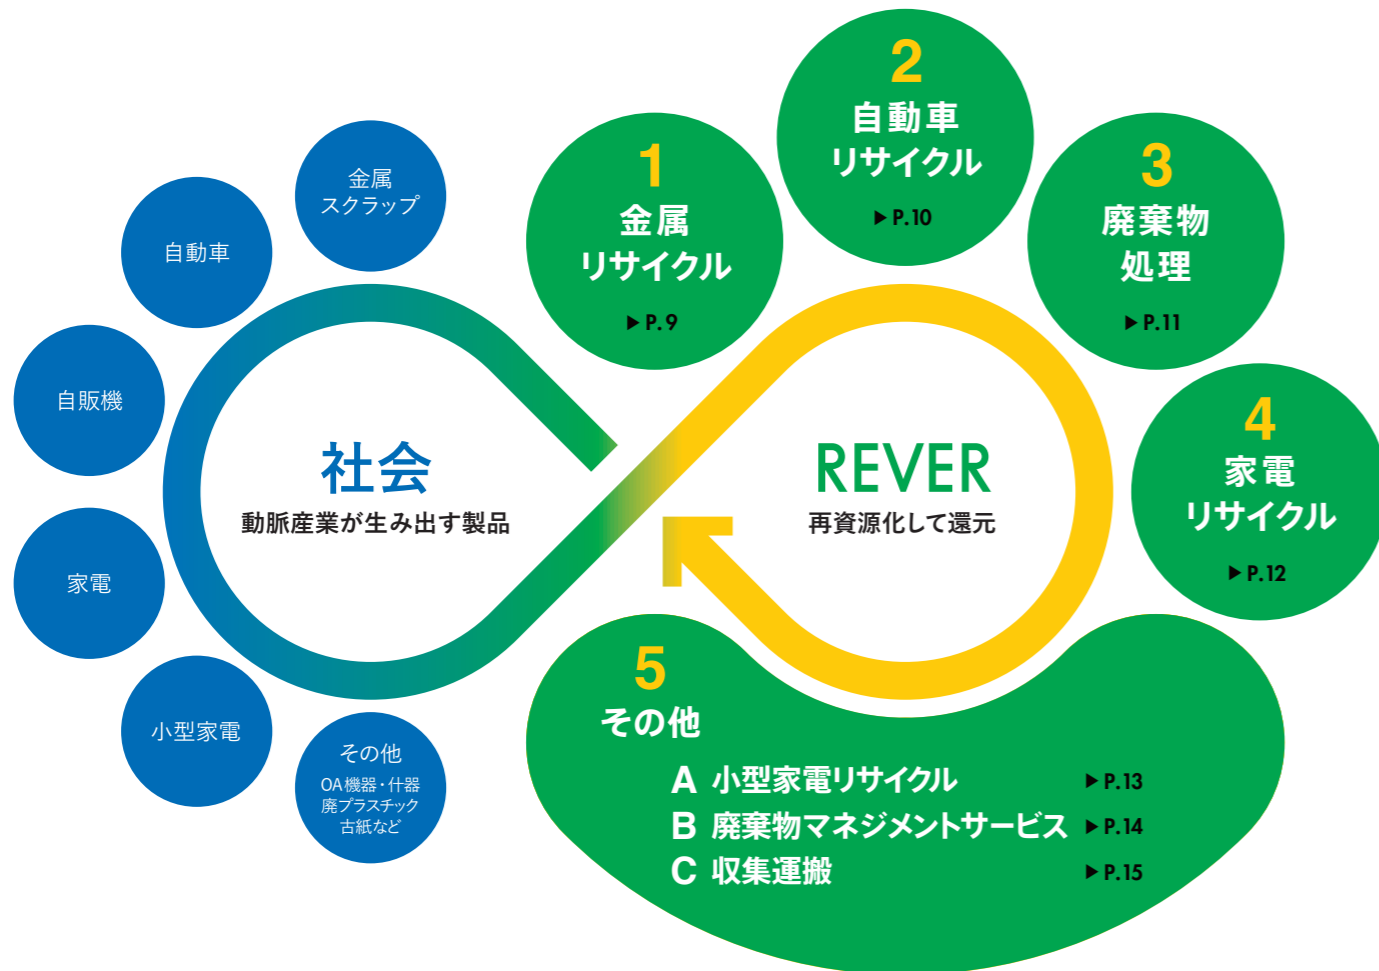 金属
スクラップ
自動車
自販機
家電
小型家電
その他
OA機器・什器
廃プラスチック
古紙など
社会
動脈産業が生み出す製品
REVER
再資源化して還元
1
金属
リサイクル
▶ P.9
2
自動車
リサイクル
▶ P.10
3
廃棄物
処理
▶ P.11
4
家電
リサイクル
▶ P.12
5
その他
A 小型家電リサイクル ▶ P.13
B 廃棄物マネジメントサービス ▶ P.14
C 収集運搬 ▶ P.15